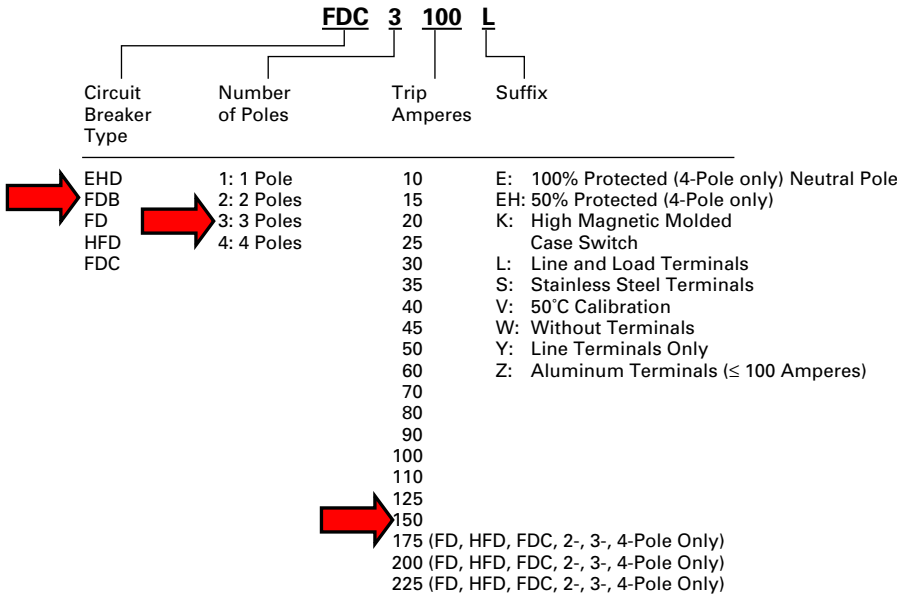 FDC 3 100 L
Circuit Breaker Type
Number of Poles
Trip Amperes
Suffix
EHD
FDB
FD
HFD
FDC
1: 1 Pole
2: 2 Poles
3: 3 Poles
4: 4 Poles
10
15
20
25
30
35
40
45
50
60
70
80
90
100
110
125
150
175 (FD, HFD, FDC, 2-, 3-, 4-Pole Only)
200 (FD, HFD, FDC, 2-, 3-, 4-Pole Only)
225 (FD, HFD, FDC, 2-, 3-, 4-Pole Only)
E: 100% Protected (4-Pole only) Neutral Pole
EH: 50% Protected (4-Pole only)
K: High Magnetic Molded
Case Switch
L: Line and Load Terminals
S: Stainless Steel Terminals
V: 50°C Calibration
W: Without Terminals
Y: Line Terminals Only
Z: Aluminum Terminals (≤ 100 Amperes)